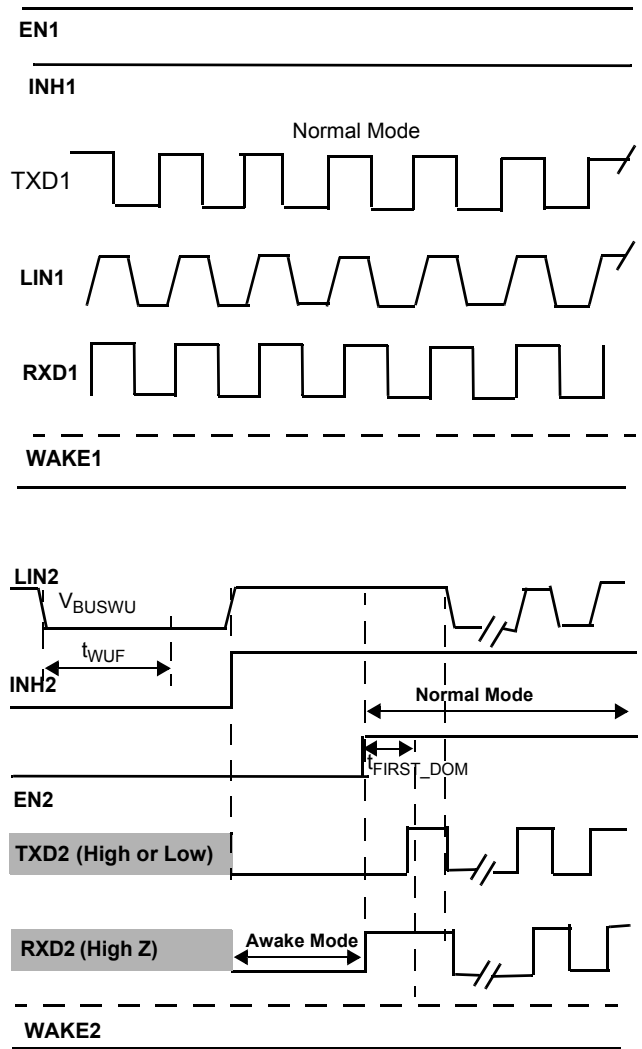 EN1
INH1
Normal Mode
TXD1
LIN1
RXD1
WAKE1
LIN2
VBUSWU
tWUF
INH2
Normal Mode
tFIRST_DOM
EN2
TXD2 (High or Low)
RXD2 (High Z)
Awake Mode
WAKE2